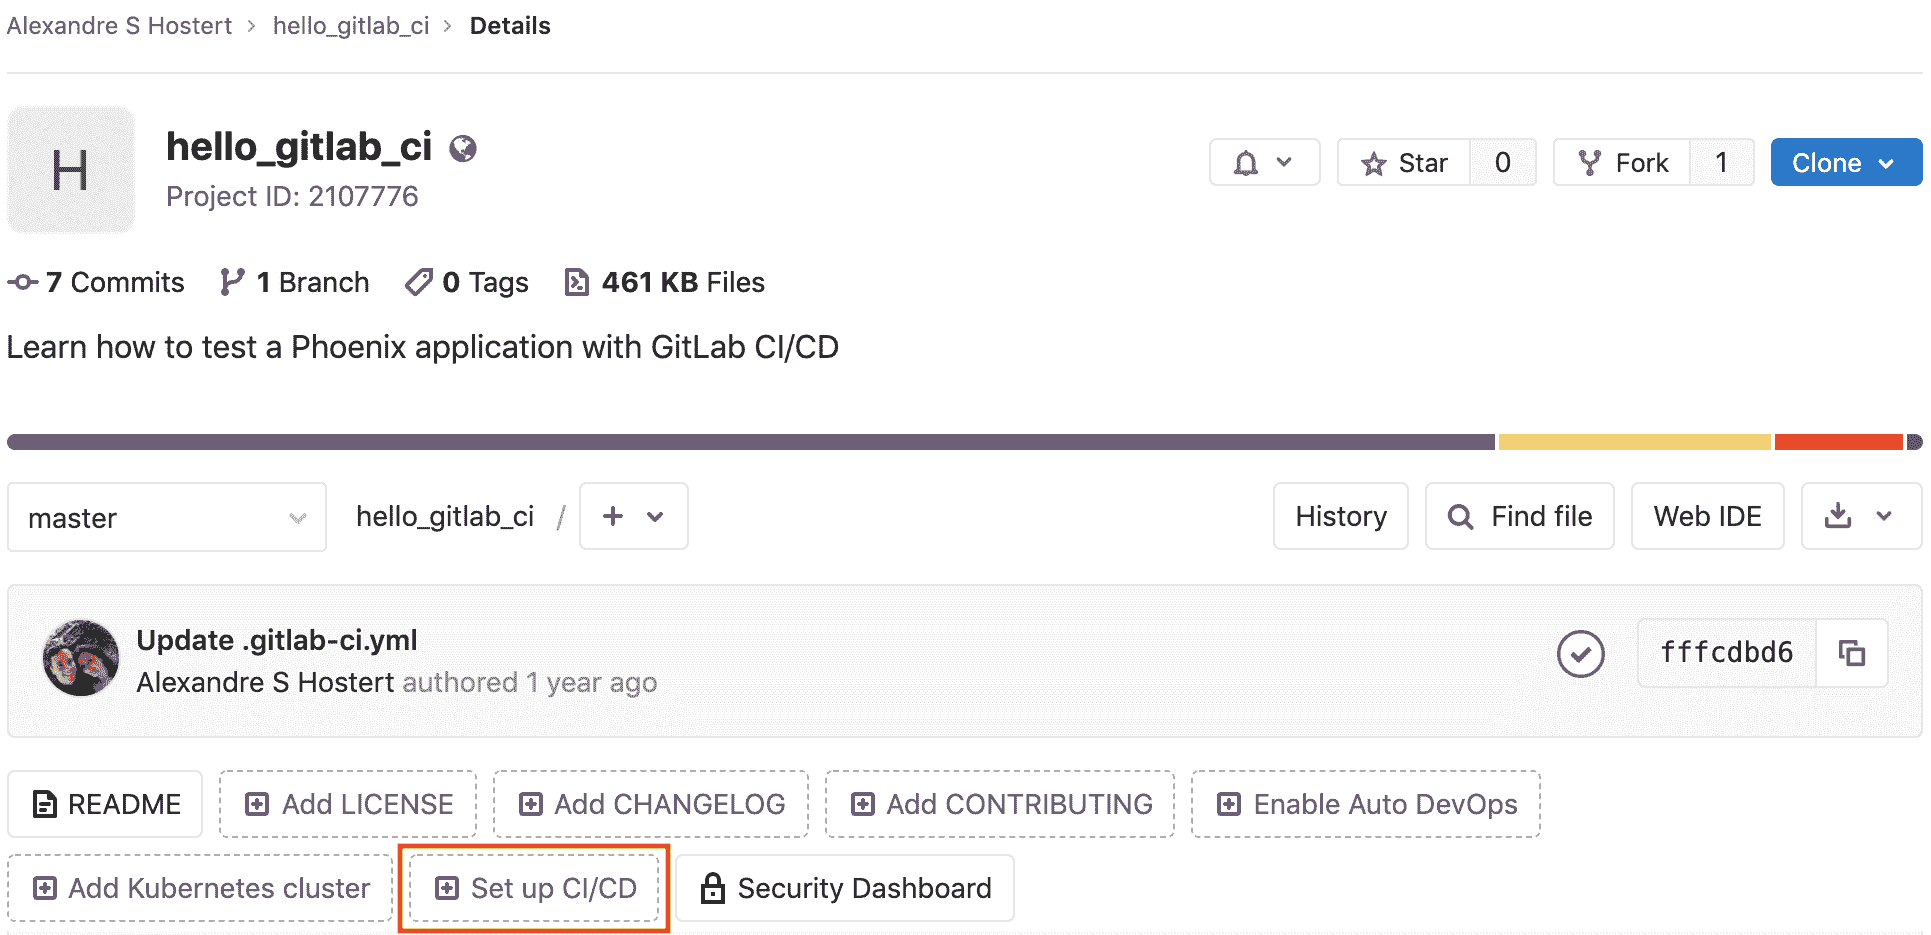 Alexandre S Hostert > hello_gitlab_ci > Details
H
hello_gitlab_ci
Project ID: 2107776
Star 0
Fork 1
Clone
7 Commits 1 Branch 0 Tags 461 KB Files
Learn how to test a Phoenix application with GitLab CI/CD
master hello_gitlab_ci / + History Find file Web IDE
Update .gitlab-ci.yml
Alexandre S Hostert authored 1 year ago
fffcdbd6
README Add LICENSE Add CHANGELOG Add CONTRIBUTING Enable Auto DevOps
Add Kubernetes cluster Set up CI/CD Security Dashboard